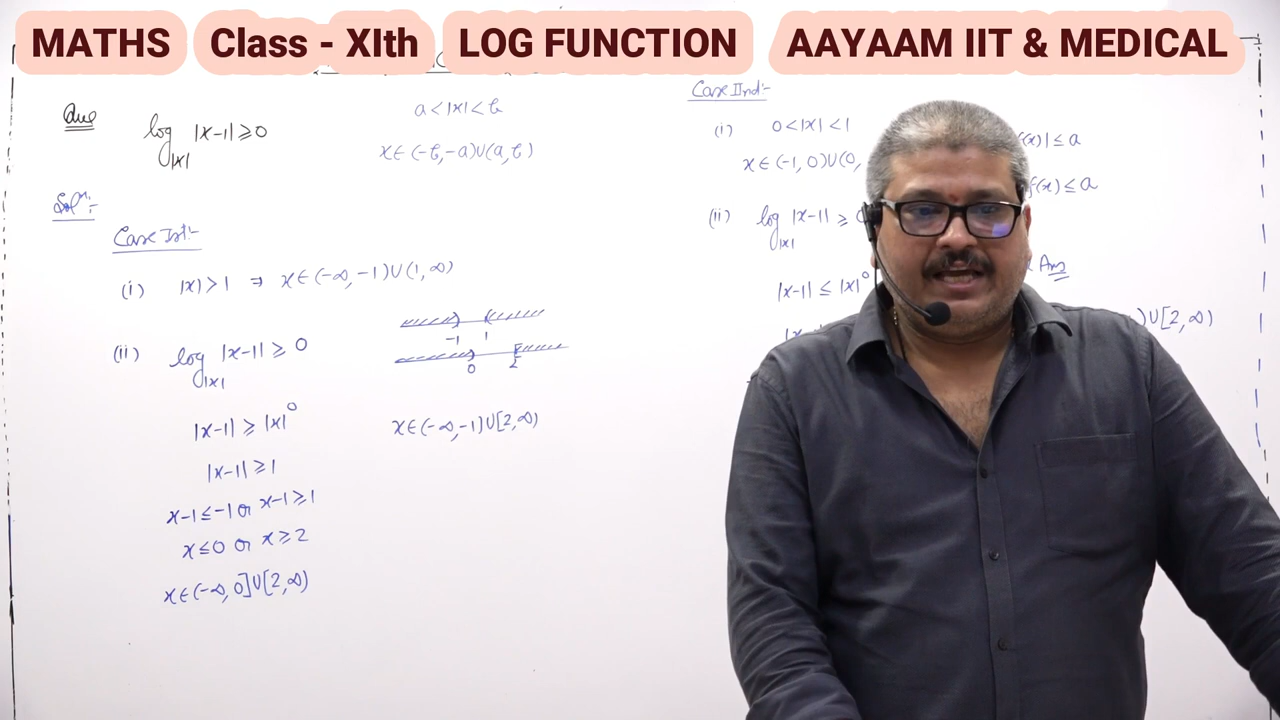 MATHS Class - XIth LOG FUNCTION AAYAAM IIT & MEDICAL
Que log|x| |x-1| ≥ 0
a < |x| < b
x ∈ (-b, -a) ∪ (a, b)
Solⁿ:-
Case Ist:-
(i) |x| > 1 ⇒ x ∈ (-∞, -1) ∪ (1, ∞)
(ii) log|x| |x-1| ≥ 0
|x-1| ≥ |x|⁰
|x-1| ≥ 1
x-1 ≤ -1 or x-1 ≥ 1
x ≤ 0 or x ≥ 2
x ∈ (-∞, 0] ∪ [2, ∞)
-1 1
0 2
x ∈ (-∞, -1) ∪ [2, ∞)
Case IInd:-
(i) 0 < |x| < 1
x ∈ (-1, 0) ∪ (0,
(ii) log|x| |x-1| ≥
|x-1| ≤ |x|⁰
(x)| ≤ a
f(x) ≤ a
Ans
) ∪ [2, ∞)